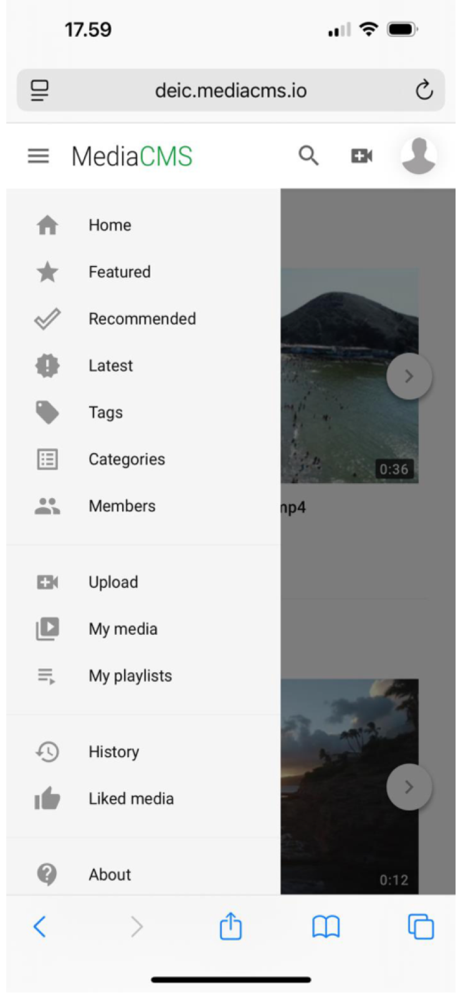 17.59
deic.mediacms.io
MediaCMS
Home
Featured
Recommended
Latest
Tags
Categories
Members
Upload
My media
My playlists
History
Liked media
About
0:36
mp4
0:12